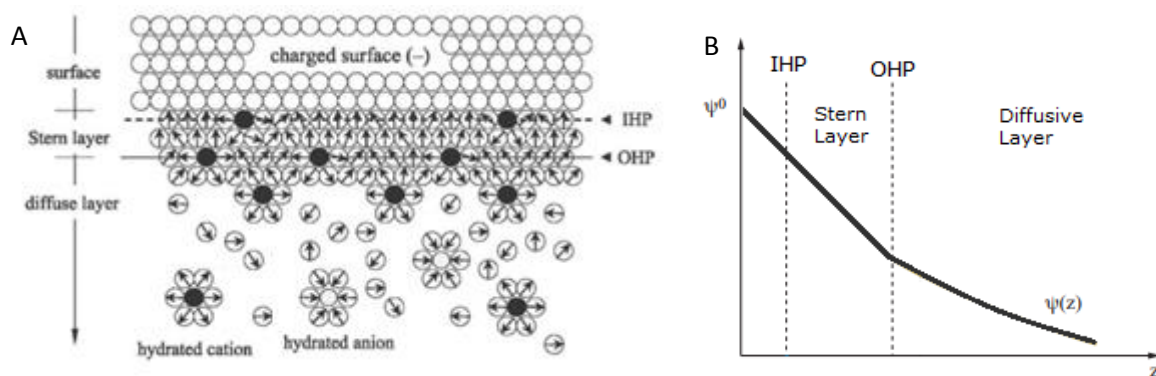 A
surface
Stern layer
diffuse layer
charged surface (−)
IHP
OHP
hydrated cation
hydrated anion
B
IHP
OHP
ψ⁰
Stern
Layer
Diffusive
Layer
ψ(z)
z